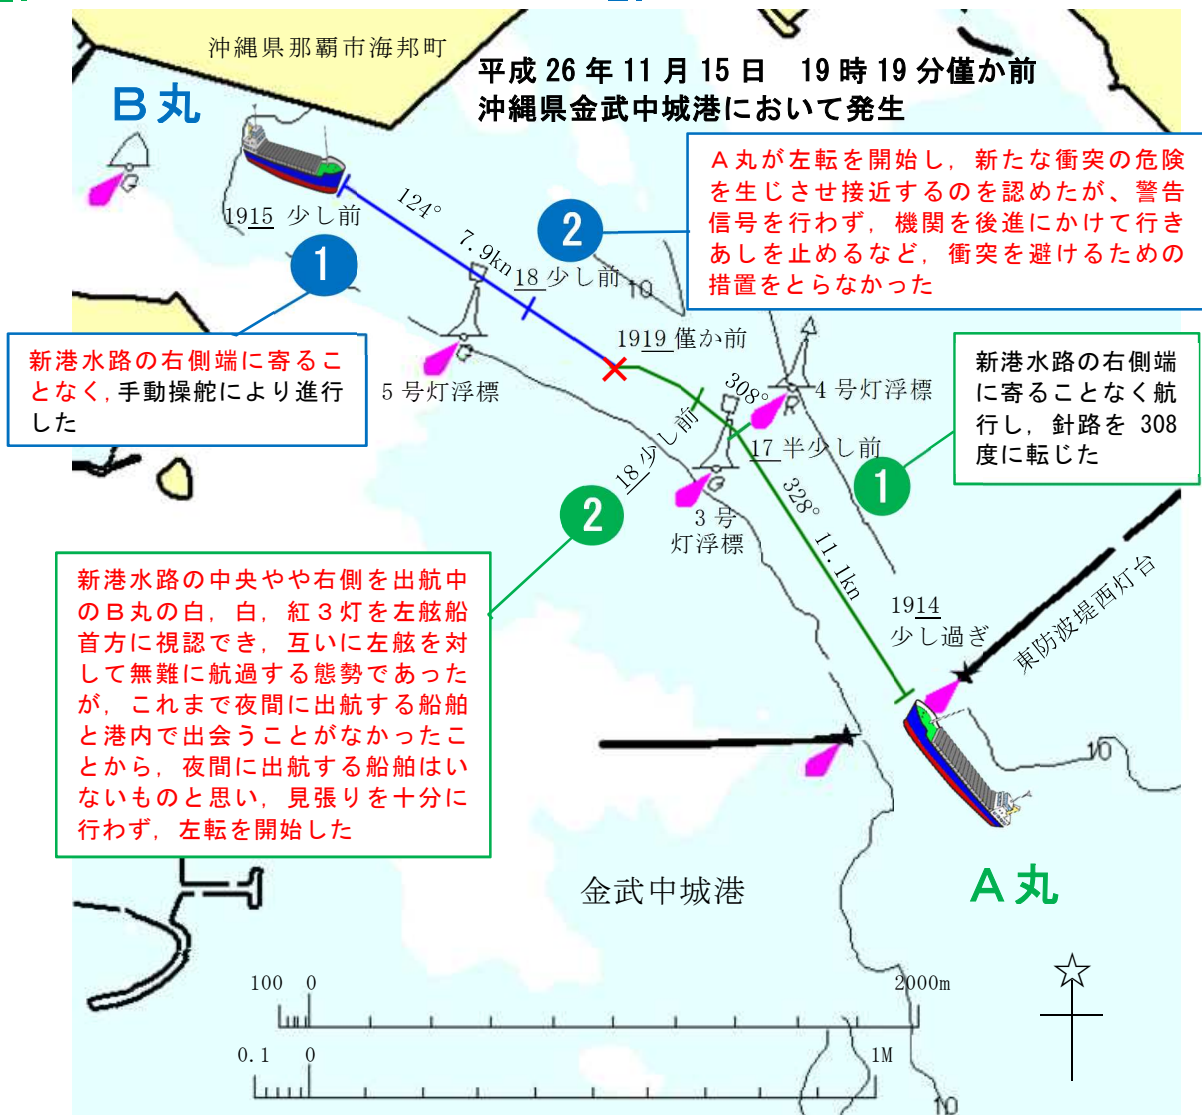 沖縄県那覇市海邦町
平成 26 年 11 月 15 日　19 時 19 分僅か前
沖縄県金武中城港において発生
B 丸
G
1915 少し前
124°
7.9kn
18 少し前
1
2
A 丸が左転を開始し，新たな衝突の危険
を生じさせ接近するのを認めたが、警告
信号を行わず，機関を後進にかけて行き
あしを止めるなど，衝突を避けるための
措置をとらなかった
10
新港水路の右側端に寄るこ
となく，手動操舵により進行
した
1919 僅か前
G
5 号灯浮標
308°
R
4 号灯浮標
新港水路の右側端
に寄ることなく航
行し，針路を 308
度に転じた
18 少し前
17 半少し前
G
3 号
灯浮標
1
2
328° 11.1kn
新港水路の中央やや右側を出航中
のＢ丸の白，白，紅３灯を左舷船
首方に視認でき，互いに左舷を対
して無難に航過する態勢であった
が，これまで夜間に出航する船舶
と港内で出会うことがなかったこ
とから，夜間に出航する船舶はい
ないものと思い，見張りを十分に
行わず，左転を開始した
1914
少し過ぎ
東防波堤西灯台
10
金武中城港
A 丸
100 0 2000m
0.1 0 1M
10